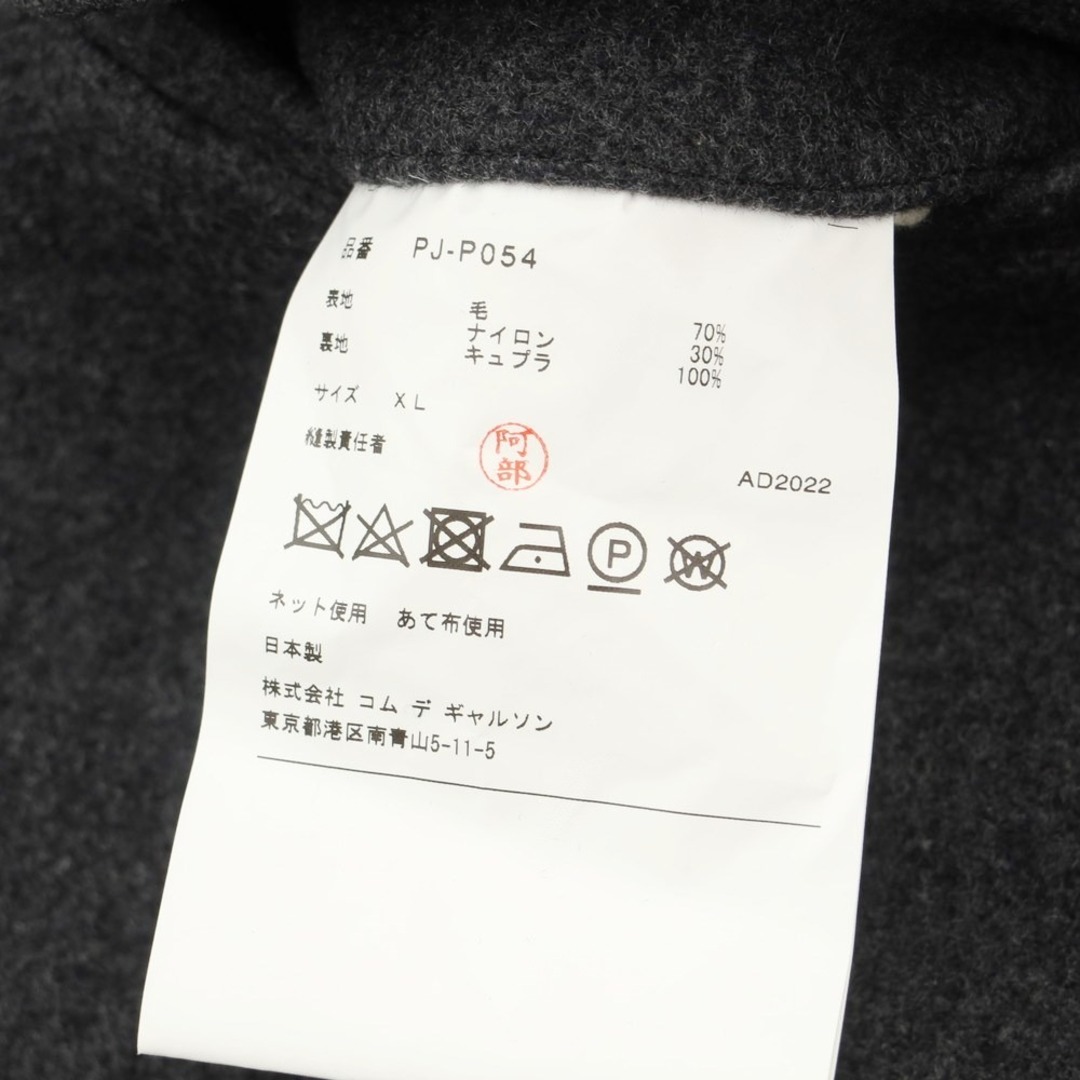 品番 PJ-P054
表地 毛 70%
ナイロン 30%
裏地 キュプラ 100%
サイズ XL
縫製責任者 阿部
AD2022
P
W
ネット使用 あて布使用
日本製
株式会社 コム デ ギャルソン
東京都港区南青山5-11-5